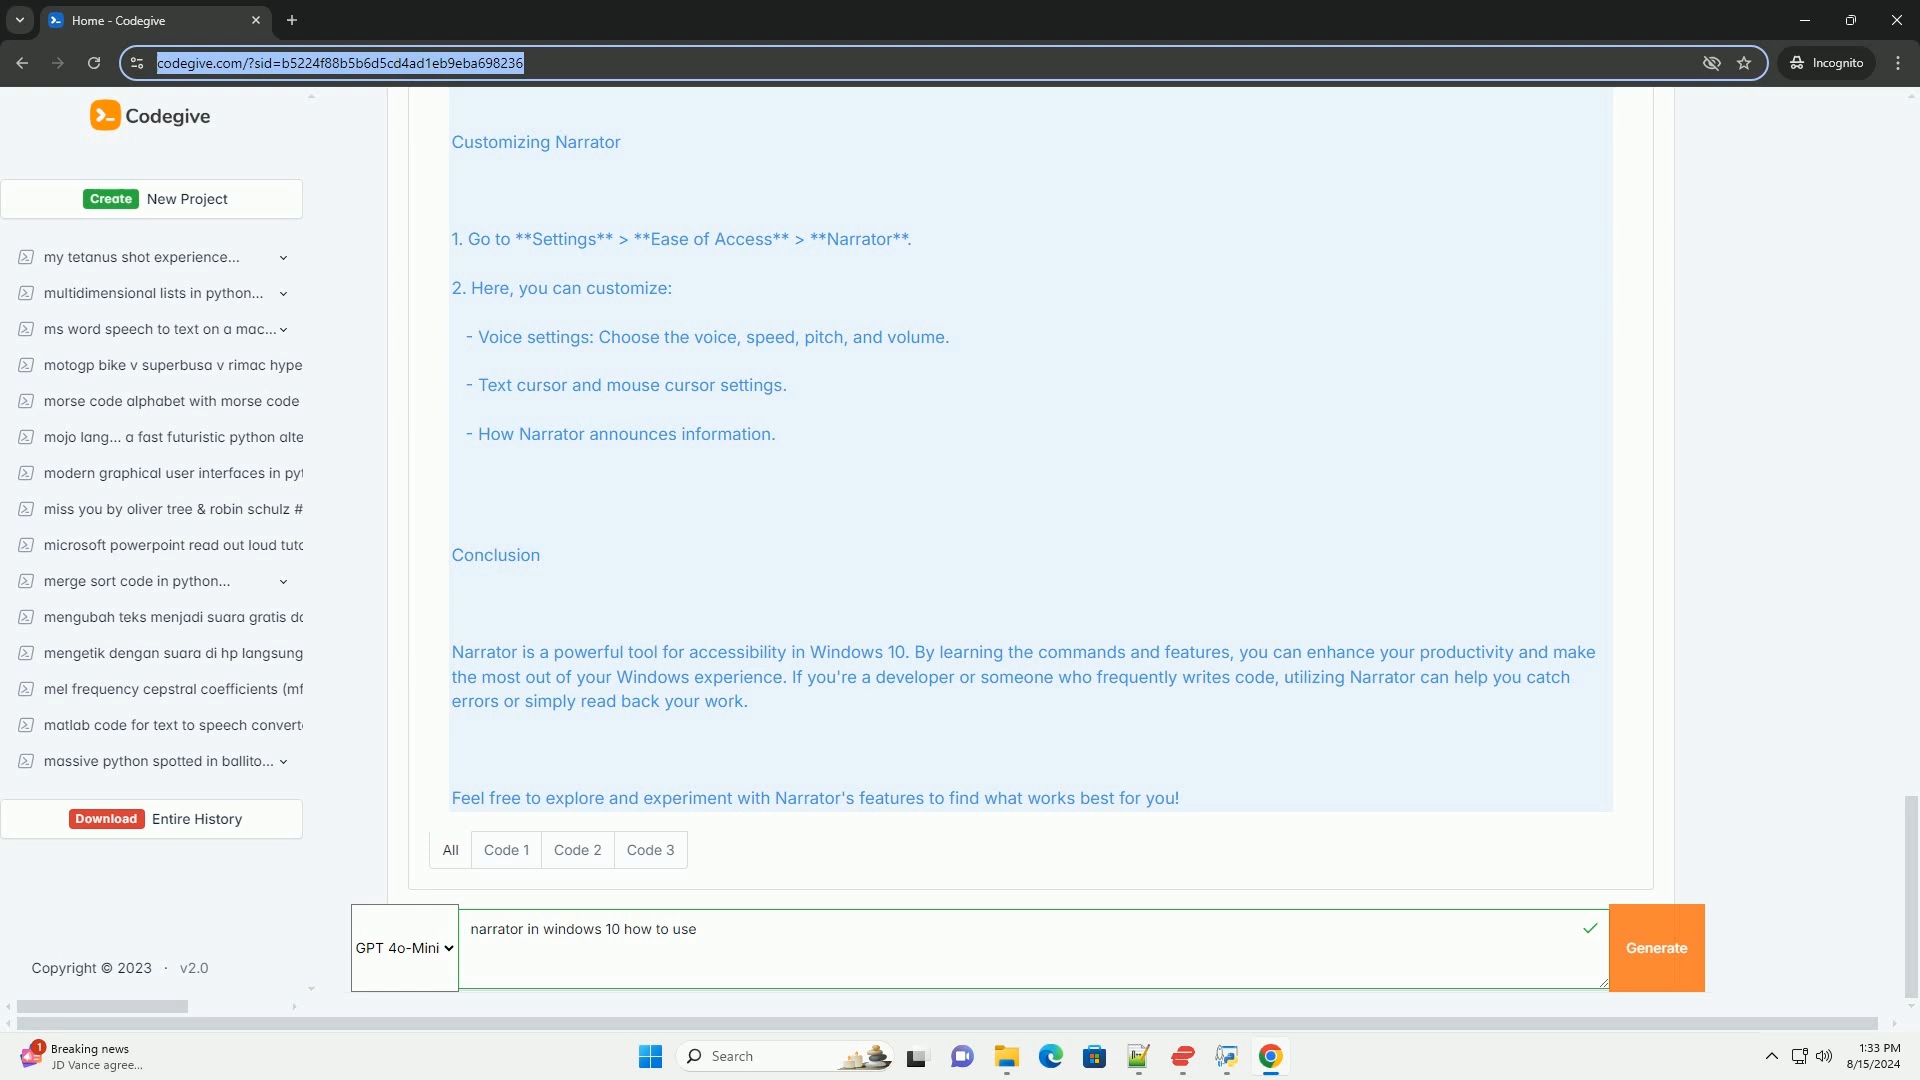 Home - Codegive
codegive.com/?sid=b5224f88b5b6d5cd4ad1eb9eba698236
Incognito
Codegive
Create New Project
my tetanus shot experience...
multidimensional lists in python...
ms word speech to text on a mac...
motogp bike v superbusa v rimac hype
morse code alphabet with morse code
mojo lang... a fast futuristic python alte
modern graphical user interfaces in pyt
miss you by oliver tree & robin schulz #
microsoft powerpoint read out loud tuto
merge sort code in python...
mengubah teks menjadi suara gratis da
mengetik dengan suara di hp langsung
mel frequency cepstral coefficients (mf
matlab code for text to speech converte
massive python spotted in ballito...
Download Entire History
Copyright © 2023 · v2.0
Customizing Narrator
1. Go to **Settings** > **Ease of Access** > **Narrator**.
2. Here, you can customize:
- Voice settings: Choose the voice, speed, pitch, and volume.
- Text cursor and mouse cursor settings.
- How Narrator announces information.
Conclusion
Narrator is a powerful tool for accessibility in Windows 10. By learning the commands and features, you can enhance your productivity and make
the most out of your Windows experience. If you're a developer or someone who frequently writes code, utilizing Narrator can help you catch
errors or simply read back your work.
Feel free to explore and experiment with Narrator's features to find what works best for you!
All Code 1 Code 2 Code 3
GPT 4o-Mini
narrator in windows 10 how to use
Generate
1
Breaking news
JD Vance agree...
Search
1:33 PM
8/15/2024